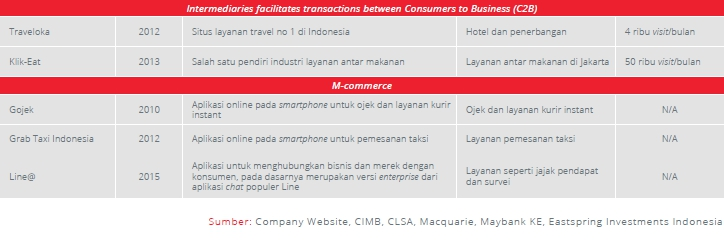 Intermediaries facilitates transactions between Consumers to Business (C2B)
Traveloka 2012 Situs layanan travel no 1 di Indonesia Hotel dan penerbangan 4 ribu visit/bulan
Klik-Eat 2013 Salah satu pendiri industri layanan antar makanan Layanan antar makanan di Jakarta 50 ribu visit/bulan
M-commerce
Gojek 2010 Aplikasi online pada smartphone untuk ojek dan layanan kurir instant Ojek dan layanan kurir instant N/A
Grab Taxi Indonesia 2012 Aplikasi online pada smartphone untuk pemesanan taksi Layanan pemesanan taksi N/A
Line@ 2015 Aplikasi untuk menghubungkan bisnis dan merek dengan konsumen, pada dasarnya merupakan versi enterprise dari aplikasi chat populer Line Layanan seperti jajak pendapat dan survei N/A
Sumber: Company Website, CIMB, CLSA, Macquarie, Maybank KE, Eastspring Investments Indonesia